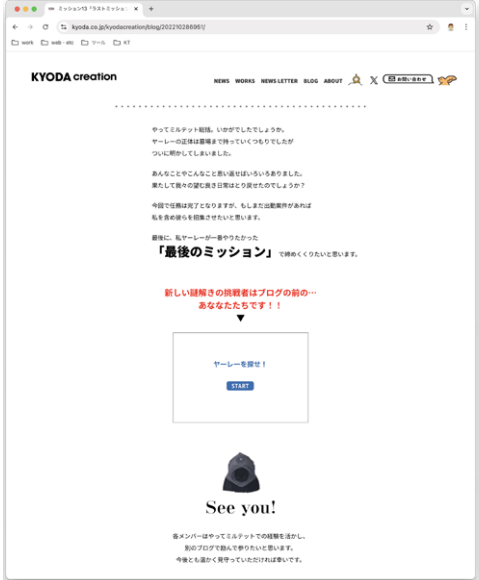 ミッション13「ラストミッション
kyoda.co.jp/kyodacreation/blog/202210286961/
work
web・etc
ツール
KT
KYODA creation
NEWS WORKS NEWS LETTER BLOG ABOUT
お問い合わせ
やってミルテット総括。いかがでしたでしょうか。
ヤーレーの正体は墓場まで持っていくつもりでしたが
ついに明かしてしまいました。
あんなことやこんなこと思い返せばいろいろありました。
果たして我々の望む良き日常はとり戻せたのでしょうか？
今回で任務は完了となりますが、もしまだ出動案件があれば
私を含め彼らを招集させたいと思います。
最後に、私ヤーレーが一番やりたかった
「最後のミッション」で締めくくりたいと思います。
新しい謎解きの挑戦者はブログの前の…
あななたたちです！！
▼
ヤーレーを探せ！
START
See you!
各メンバーはやってミルテットでの経験を活かし、
別のブログで励んで参りたいと思います。
今後とも温かく見守っていただければ幸いです。